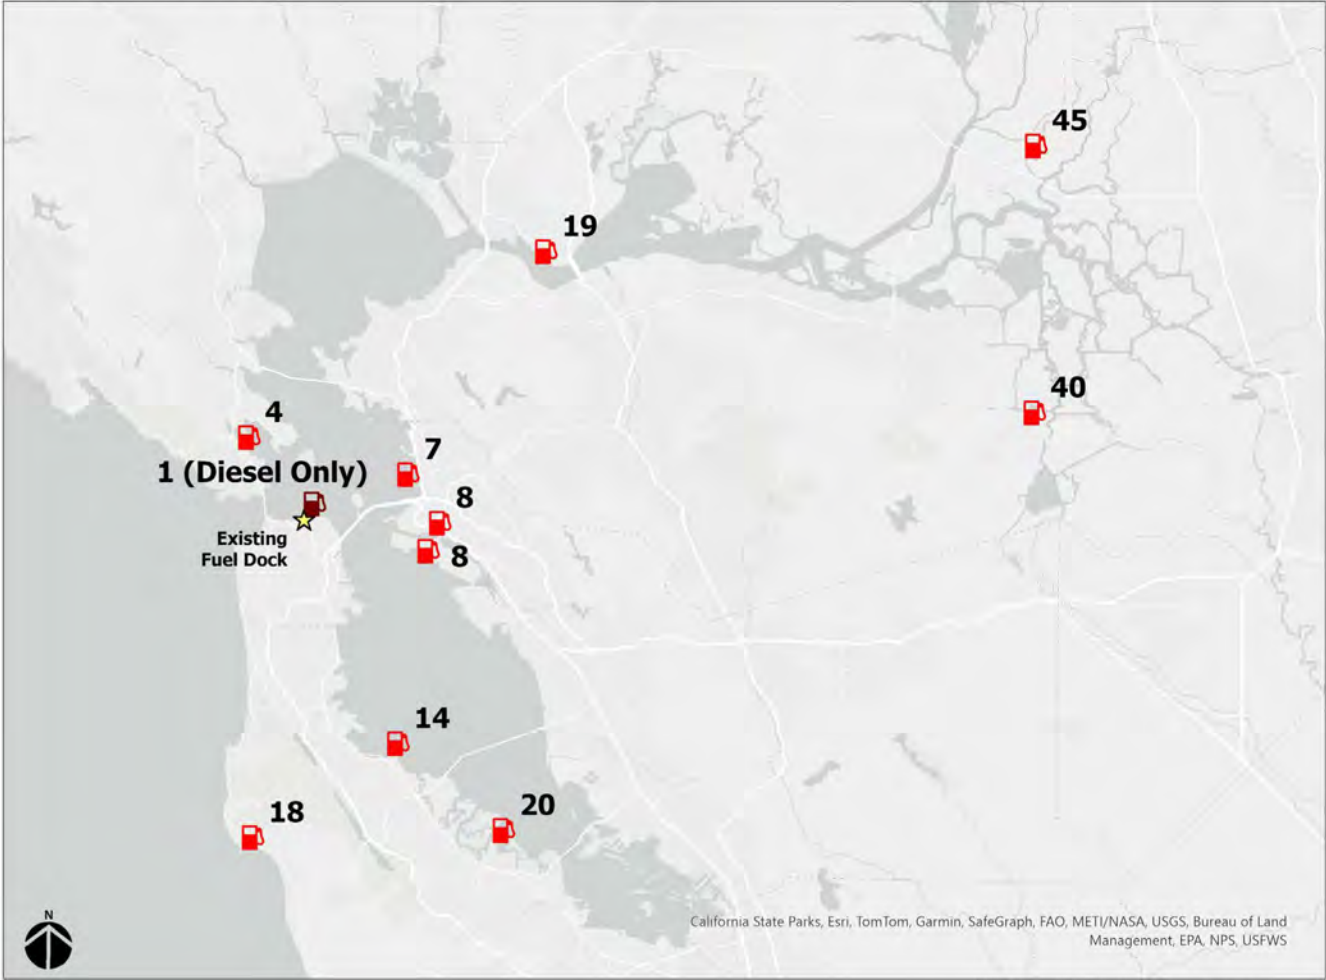 45
19
40
4
7
1 (Diesel Only)
8
Existing
Fuel Dock
8
14
18
20
N
California State Parks, Esri, TomTom, Garmin, SafeGraph, FAO, METI/NASA, USGS, Bureau of Land
Management, EPA, NPS, USFWS